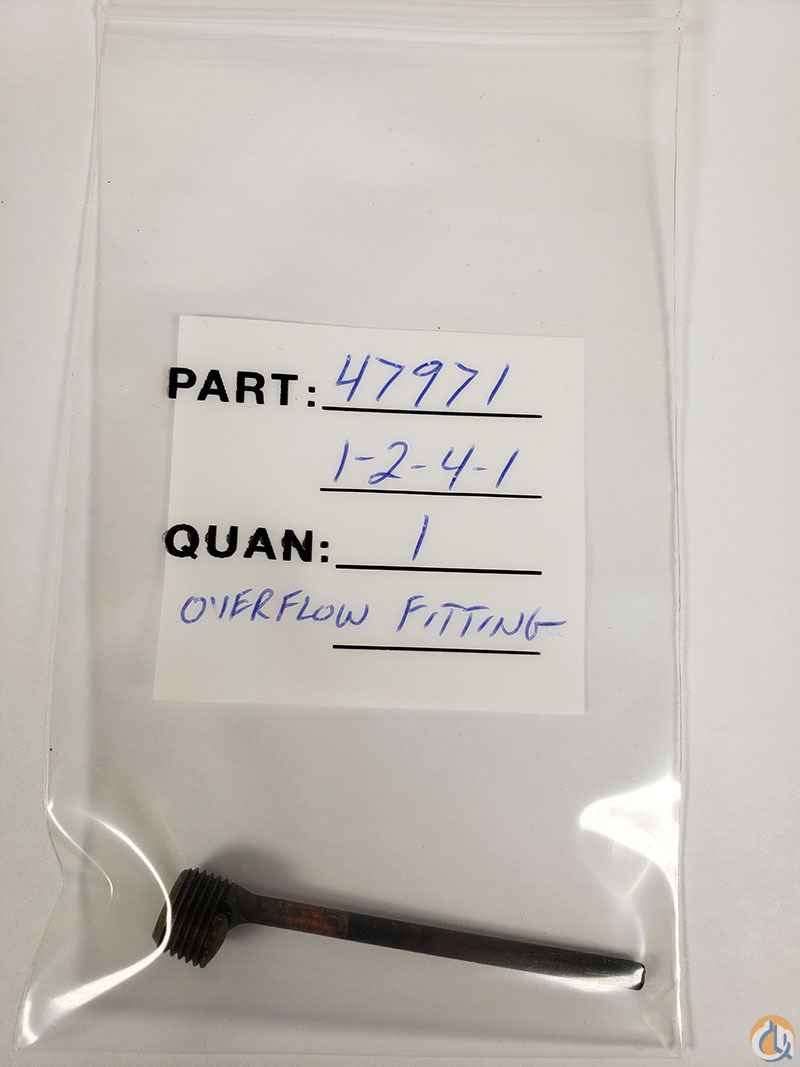 PART: 47971
1-2-4-1
QUAN: 1
OVERFLOW FITTING